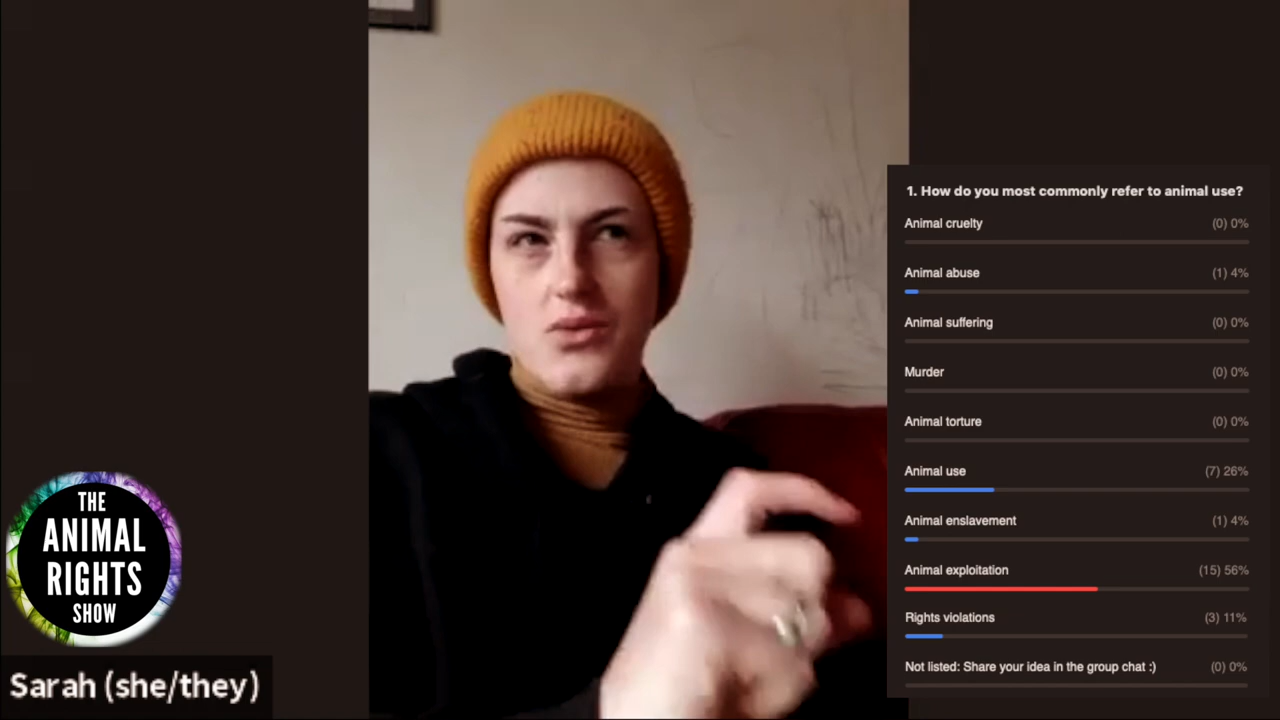 1. How do you most commonly refer to animal use?
Animal cruelty (0) 0%
Animal abuse (1) 4%
Animal suffering (0) 0%
Murder (0) 0%
Animal torture (0) 0%
Animal use (7) 26%
Animal enslavement (1) 4%
Animal exploitation (15) 56%
Rights violations (3) 11%
Not listed: Share your idea in the group chat :) (0) 0%
THE
ANIMAL
RIGHTS
SHOW
Sarah (she/they)